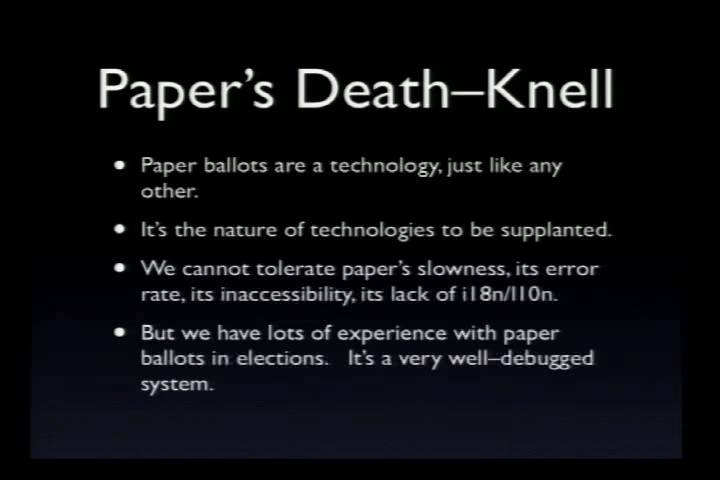 Paper's Death–Knell
• Paper ballots are a technology, just like any
other.
• It's the nature of technologies to be supplanted.
• We cannot tolerate paper's slowness, its error
rate, its inaccessibility, its lack of i18n/l10n.
• But we have lots of experience with paper
ballots in elections. It's a very well–debugged
system.